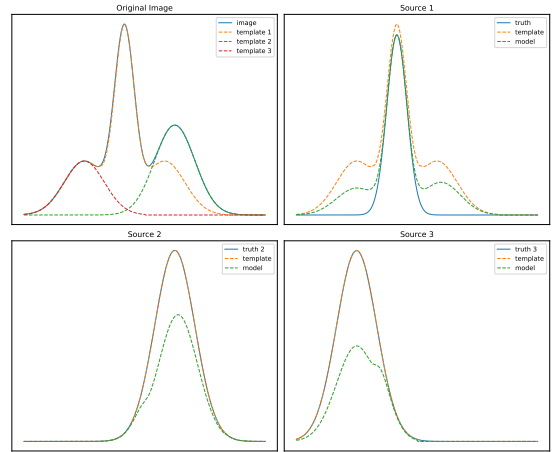 Original Image
image
template 1
template 2
template 3
Source 1
truth
template
model
Source 2
truth 2
template
model
Source 3
truth 3
template
model